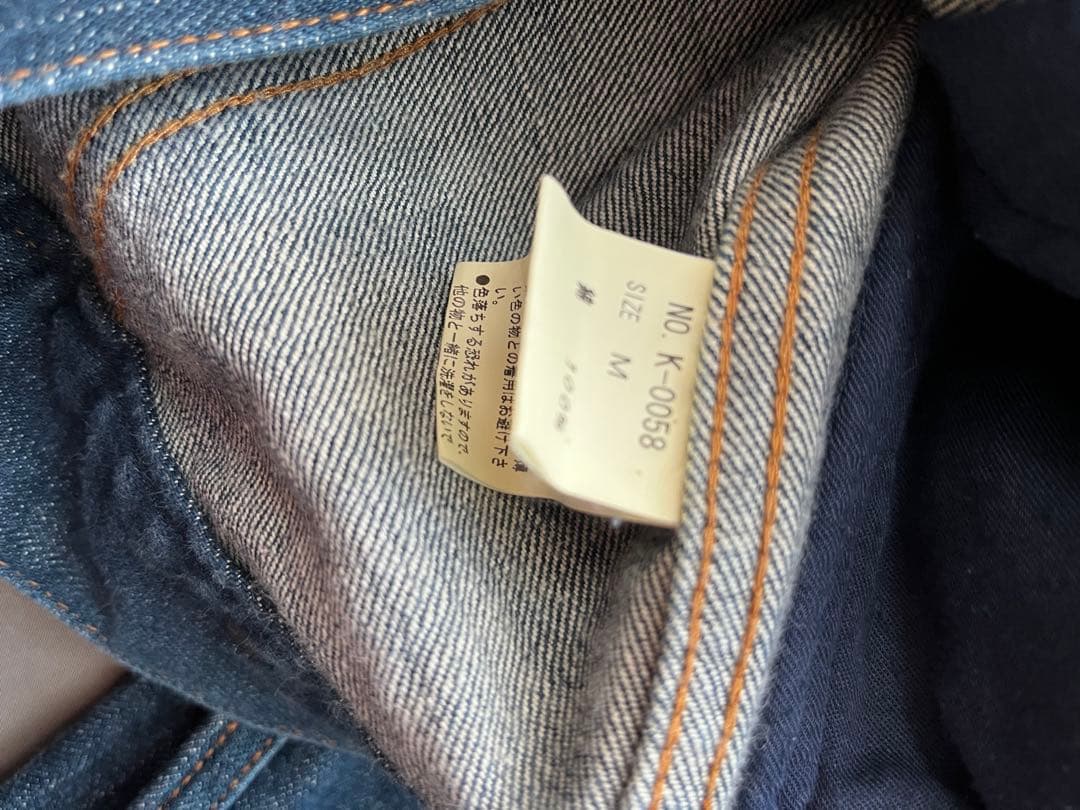 NO. K-0058
SIZE M
綿 100%
い色の物との着用はお避け下さ
い。
●色落ちする恐れがありますので、
他の物と一緒に洗濯をしないで